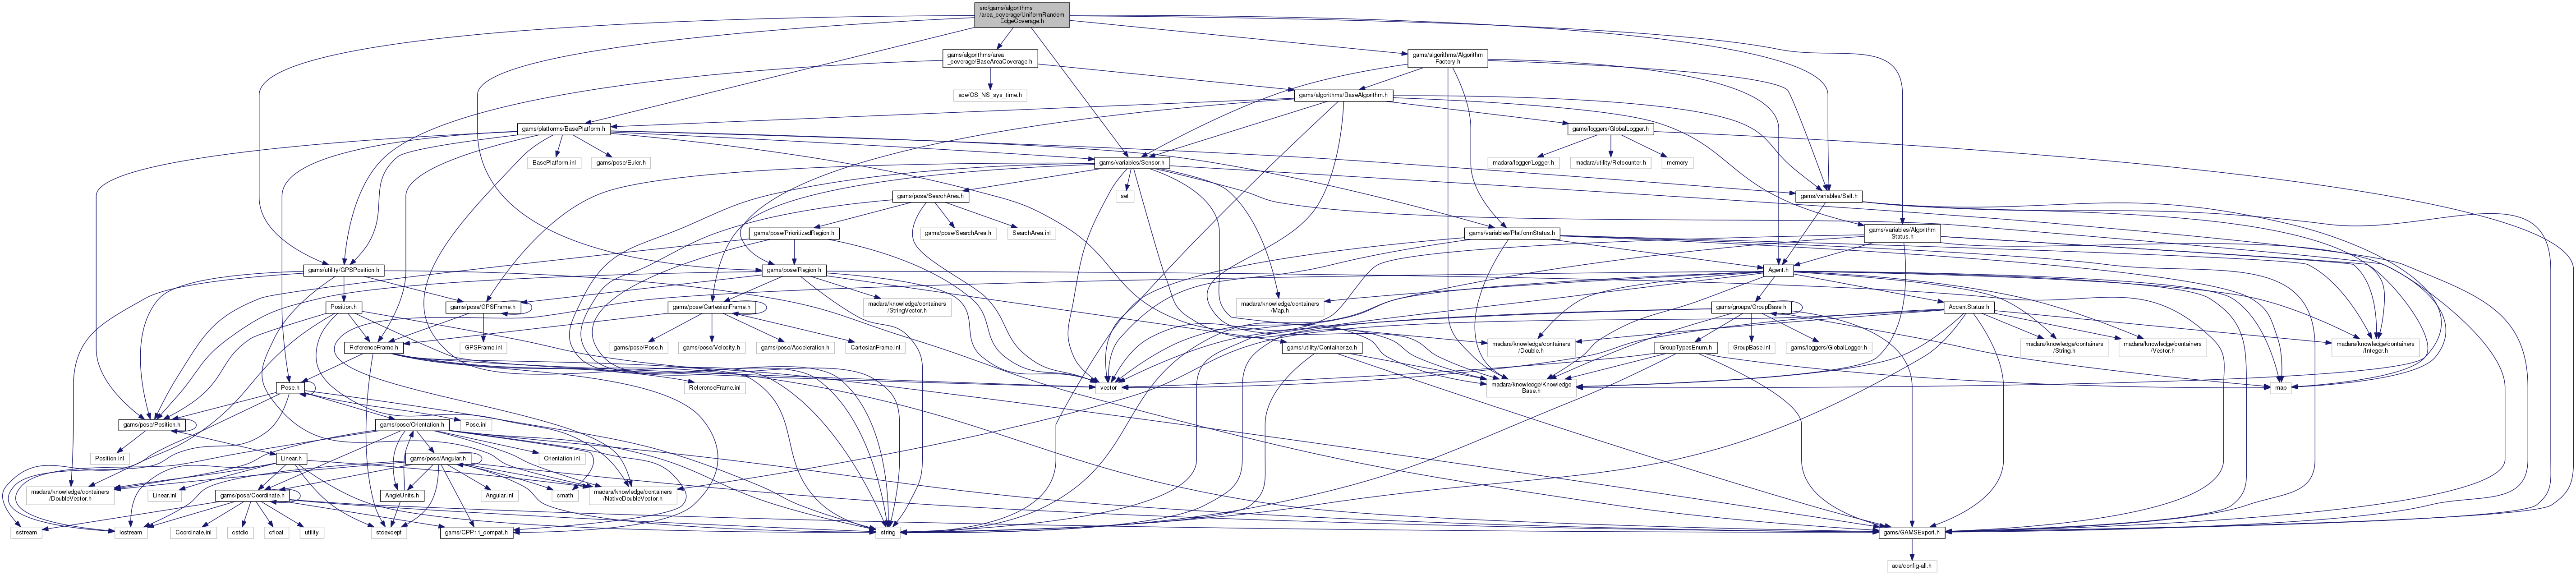 src/gams/algorithms
/area_coverage/UniformRandom
EdgeCoverage.h
gams/algorithms/area
_coverage/BaseAreaCoverage.h
gams/algorithms/Algorithm
Factory.h
ace/OS_NS_sys_time.h
gams/algorithms/BaseAlgorithm.h
gams/platforms/BasePlatform.h
gams/loggers/GlobalLogger.h
BasePlatform.inl
gams/pose/Euler.h
gams/variables/Sensor.h
madara/logger/Logger.h
madara/utility/Refcounter.h
memory
gams/pose/SearchArea.h
set
gams/variables/Self.h
gams/pose/PrioritizedRegion.h
gams/pose/SearchArea.h
SearchArea.inl
gams/variables/PlatformStatus.h
gams/variables/Algorithm
Status.h
gams/utility/GPSPosition.h
gams/pose/Region.h
Agent.h
Position.h
gams/pose/GPSFrame.h
gams/pose/CartesianFrame.h
madara/knowledge/containers
/StringVector.h
madara/knowledge/containers
/Map.h
gams/groups/GroupBase.h
AccentStatus.h
ReferenceFrame.h
GPSFrame.inl
gams/pose/Pose.h
gams/pose/Velocity.h
gams/pose/Acceleration.h
CartesianFrame.inl
gams/utility/Containerize.h
madara/knowledge/containers
/Double.h
GroupTypesEnum.h
GroupBase.inl
gams/loggers/GlobalLogger.h
madara/knowledge/containers
/String.h
madara/knowledge/containers
/Vector.h
madara/knowledge/containers
/Integer.h
Pose.h
ReferenceFrame.inl
vector
madara/knowledge/Knowledge
Base.h
map
gams/pose/Position.h
gams/pose/Orientation.h
Pose.inl
Position.inl
Linear.h
gams/pose/Angular.h
Orientation.inl
madara/knowledge/containers
/DoubleVector.h
Linear.inl
gams/pose/Coordinate.h
AngleUnits.h
Angular.inl
cmath
madara/knowledge/containers
/NativeDoubleVector.h
sstream
iostream
Coordinate.inl
cstdio
cfloat
utility
stdexcept
gams/CPP11_compat.h
string
gams/GAMSExport.h
ace/config-all.h